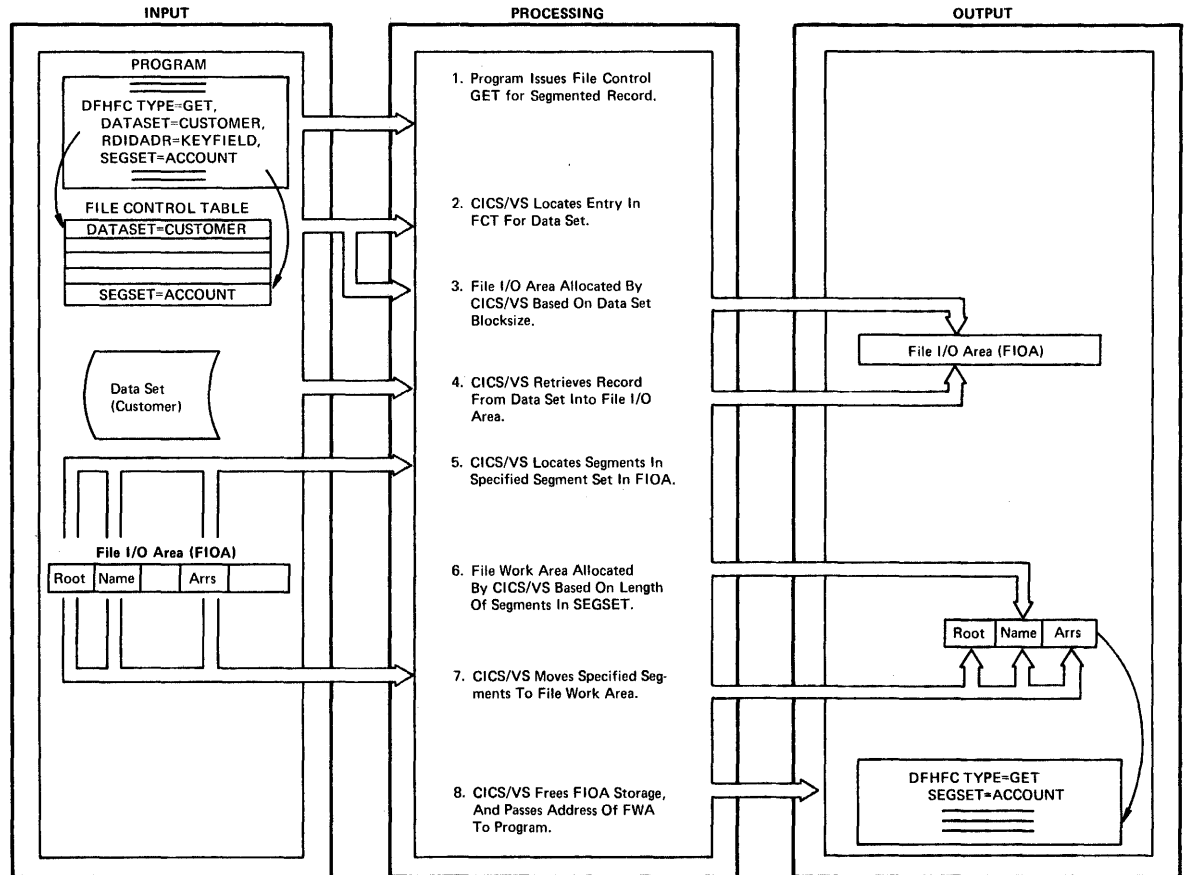 INPUT
PROGRAM
DFHFC TYPE=GET,
DATASET=CUSTOMER,
RDIDADR=KEYFIELD,
SEGSET=ACCOUNT
FILE CONTROL TABLE
DATASET=CUSTOMER
SEGSET=ACCOUNT
Data Set
(Customer)
File I/O Area (FIOA)
Root Name Arrs
PROCESSING
1. Program Issues File Control
GET for Segmented Record.
2. CICS/VS Locates Entry In
FCT For Data Set.
3. File I/O Area Allocated By
CICS/VS Based On Data Set
Blocksize.
4. CICS/VS Retrieves Record
From Data Set Into File I/O
Area.
5. CICS/VS Locates Segments In
Specified Segment Set In FIOA.
6. File Work Area Allocated
By CICS/VS Based On Length
Of Segments In SEGSET.
7. CICS/VS Moves Specified Seg-
ments To File Work Area.
8. CICS/VS Frees FIOA Storage,
And Passes Address Of FWA
To Program.
OUTPUT
File I/O Area (FIOA)
Root Name Arrs
DFHFC TYPE=GET
SEGSET=ACCOUNT